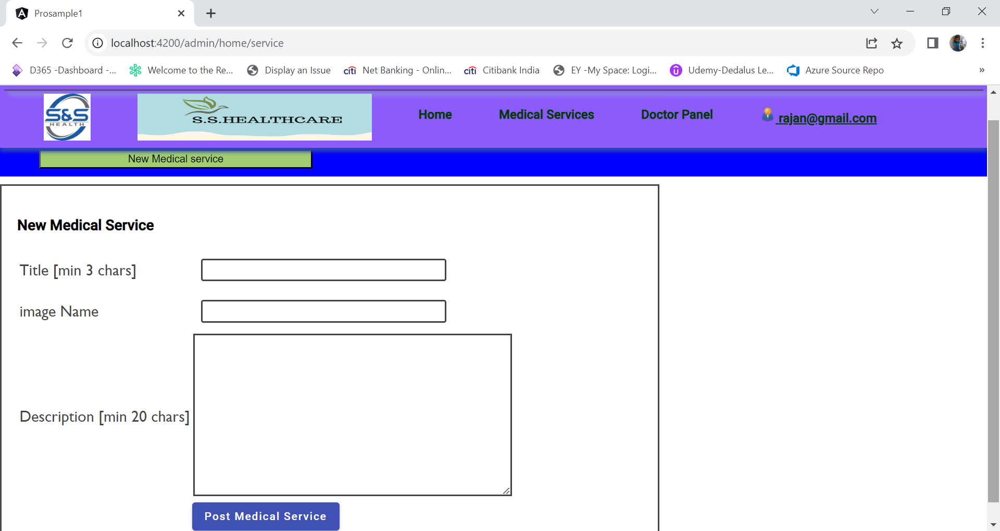 Prosample1
localhost:4200/admin/home/service
D365 -Dashboard -... Welcome to the Re... Display an Issue citi Net Banking - Onlin... citi Citibank India EY -My Space: Logi... Udemy-Dedalus Le... Azure Source Repo »
S&S
HEALTH
S.S.HEALTHCARE
Home Medical Services Doctor Panel rajan@gmail.com
New Medical service
New Medical Service
Title [min 3 chars]
image Name
Description [min 20 chars]
Post Medical Service